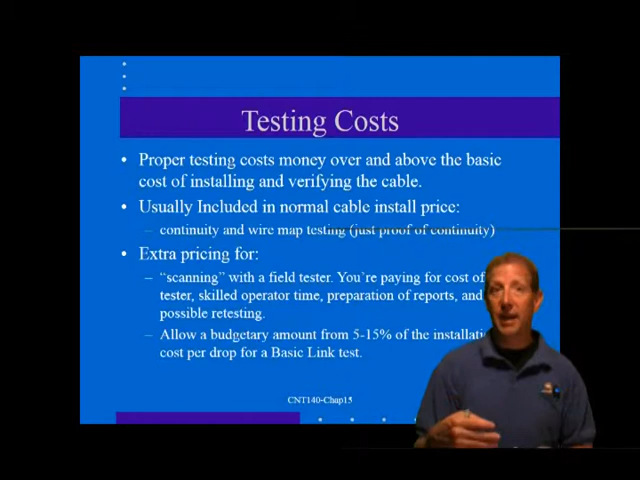 Testing Costs
• Proper testing costs money over and above the basic
cost of installing and verifying the cable.
• Usually Included in normal cable install price:
– continuity and wire map testing (just proof of continuity)
• Extra pricing for:
– “scanning” with a field tester. You’re paying for cost of
tester, skilled operator time, preparation of reports, and
possible retesting.
– Allow a budgetary amount from 5-15% of the
cost per drop for a Basic Link test.
CNT140-Chap15